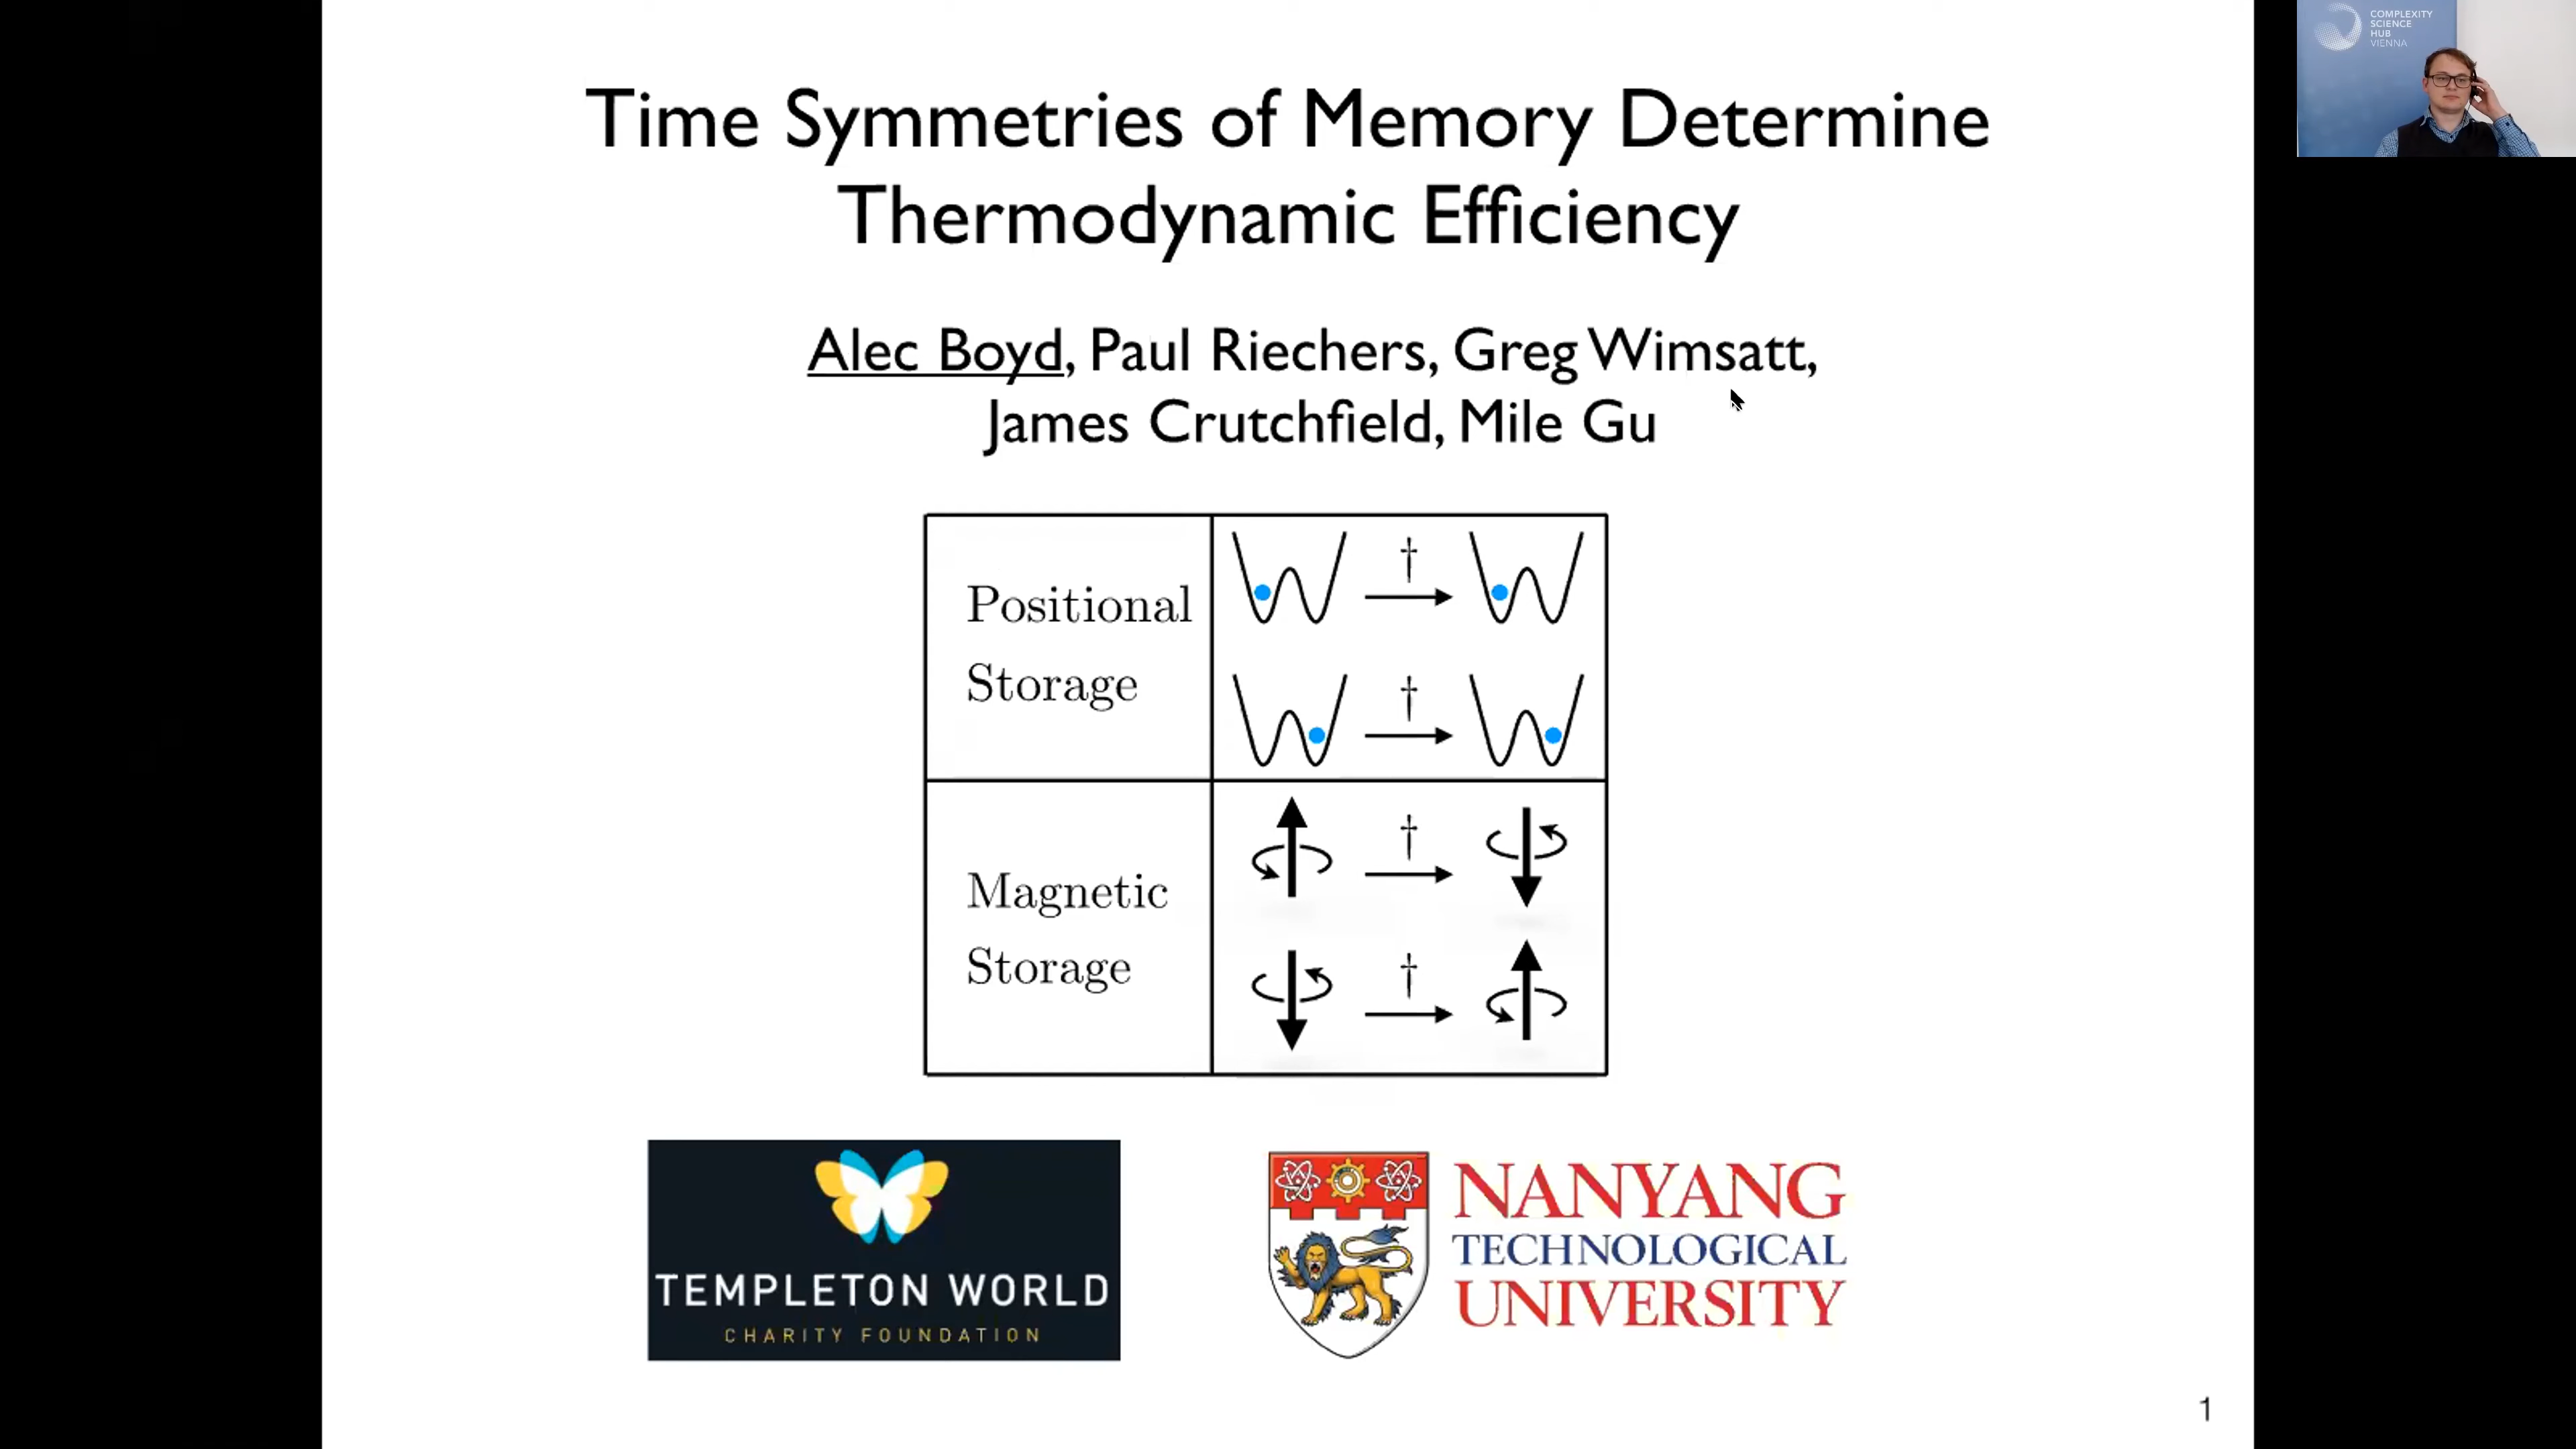 Time Symmetries of Memory Determine
Thermodynamic Efficiency
Alec Boyd, Paul Riechers, Greg Wimsatt,
James Crutchfield, Mile Gu
Positional
Storage
†
†
Magnetic
Storage
†
†
TEMPLETON WORLD
CHARITY FOUNDATION
NANYANG
TECHNOLOGICAL
UNIVERSITY
1
COMPLEXITY
SCIENCE
HUB
VIENNA